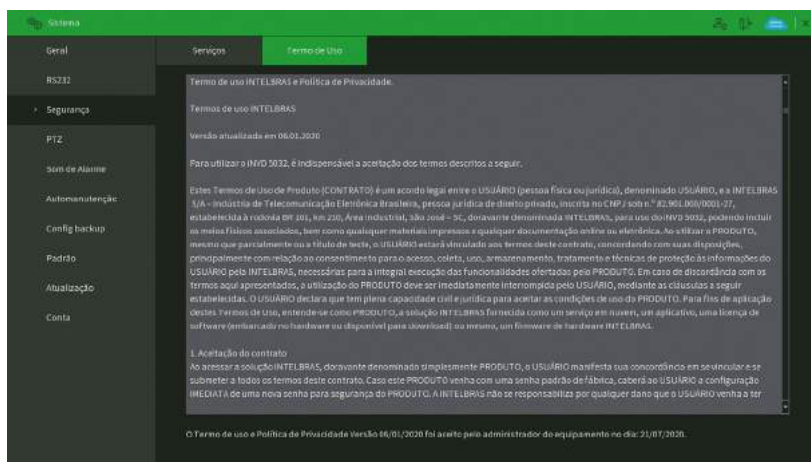 Sistema
Geral
RS232
Segurança
PTZ
Som de Alarme
Automanutenção
Config backup
Padrão
Atualização
Conta
Serviços
Termo de Uso
Termo de uso INTELBRAS e Política de Privacidade.
Termos de uso INTELBRAS
Versão atualizada em 06.01.2020
Para utilizar o iNVD 5032, é indispensável a aceitação dos termos descritos a seguir.
Estes Termos de Uso de Produto (CONTRATO) é um acordo legal entre o USUÁRIO (pessoa física ou jurídica), denominado USUÁRIO, e a INTELBRAS
S/A – Indústria de Telecomunicação Eletrônica Brasileira, pessoa jurídica de direito privado, inscrita no CNPJ sob n.º 82.901.000/0001-27,
estabelecida à rodovia BR 101, km 210, Área Industrial, São José – SC, doravante denominada INTELBRAS, para uso do INVD 5032, podendo incluir
os meios físicos associados, bem como quaisquer materiais impressos e qualquer documentação online ou eletrônica. Ao utilizar o PRODUTO,
mesmo que parcialmente ou a título de teste, o USUÁRIO estará vinculado aos termos deste contrato, concordando com suas disposições,
principalmente com relação ao consentimento para o acesso, coleta, uso, armazenamento, tratamento e técnicas de proteção às informações do
USUÁRIO pela INTELBRAS, necessárias para a integral execução das funcionalidades ofertadas pelo PRODUTO. Em caso de discordância com os
termos aqui apresentados, a utilização do PRODUTO deve ser imediatamente interrompida pelo USUÁRIO, mediante as cláusulas a seguir
estabelecidas. O USUÁRIO declara que tem plena capacidade civil e jurídica para aceitar as condições de uso do PRODUTO. Para fins de aplicação
destes Termos de Uso, entende-se como PRODUTO, a solução INTELBRAS fornecida como um serviço em nuvem, um aplicativo, uma licença de
software (embarcado no hardware ou disponível para download) ou mesmo, um firmware de hardware INTELBRAS.
1. Aceitação do contrato
Ao acessar a solução INTELBRAS, doravante denominado simplesmente PRODUTO, o USUÁRIO manifesta sua concordância em se vincular e se
submeter a todos os termos deste contrato. Caso este PRODUTO venha com uma senha padrão de fábrica, caberá ao USUÁRIO a configuração
IMEDIATA de uma nova senha para segurança do PRODUTO. A INTELBRAS não se responsabiliza por qualquer dano que o USUÁRIO venha a ter
O Termo de uso e Política de Privacidade Versão 06/01/2020 foi aceito pelo administrador do equipamento no dia: 21/07/2020.